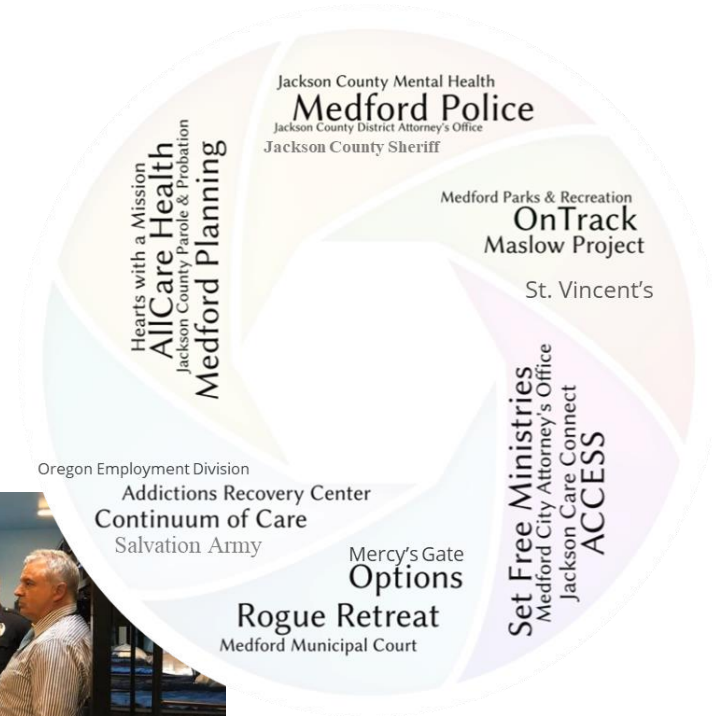 Jackson County Mental Health
Medford Police
Jackson County District Attorney's Office
Jackson County Sheriff
Medford Parks & Recreation
OnTrack
Maslow Project
St. Vincent's
Set Free Ministries
Medford City Attorney's Office
Jackson Care Connect
ACCESS
Mercy's Gate
Options
Rogue Retreat
Medford Municipal Court
Oregon Employment Division
Addictions Recovery Center
Continuum of Care
Salvation Army
Hearts with a Mission
AllCare Health
Jackson County Parole & Probation
Medford Planning